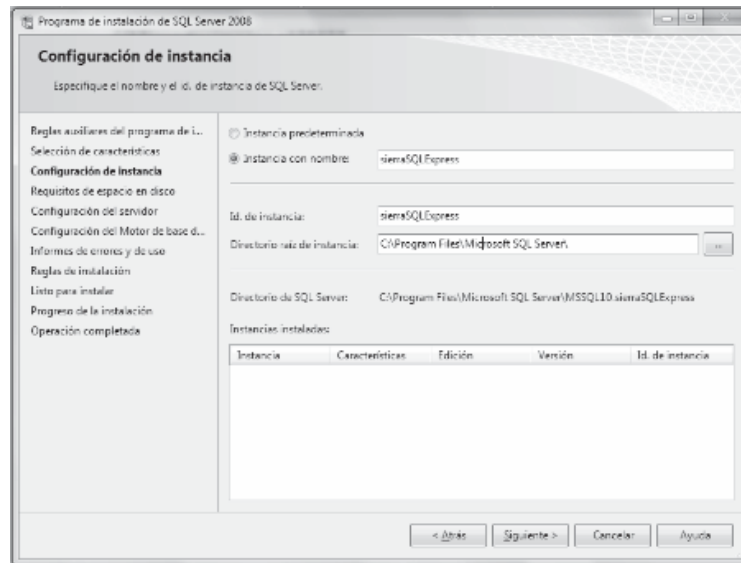 Programa de instalación de SQL Server 2008
Configuración de instancia
Especifique el nombre y el id. de instancia de SQL Server.
Reglas auxiliares del programa de i...
Selección de características
Configuración de instancia
Requisitos de espacio en disco
Configuración del servidor
Configuración del Motor de base d...
Informes de errores y de uso
Reglas de instalación
Listo para instalar
Progreso de la instalación
Operación completada
Instancia predeterminada
Instancia con nombre: sierraSQLExpress
Id. de instancia: sierraSQLExpress
Directorio raíz de instancia: C:\Program Files\Microsoft SQL Server\ ...
Directorio de SQL Server: C:\Program Files\Microsoft SQL Server\MSSQL10.sierraSQLExpress
Instancias instaladas:
Instancia Características Edición Versión Id. de instancia
< Atrás Siguiente > Cancelar Ayuda